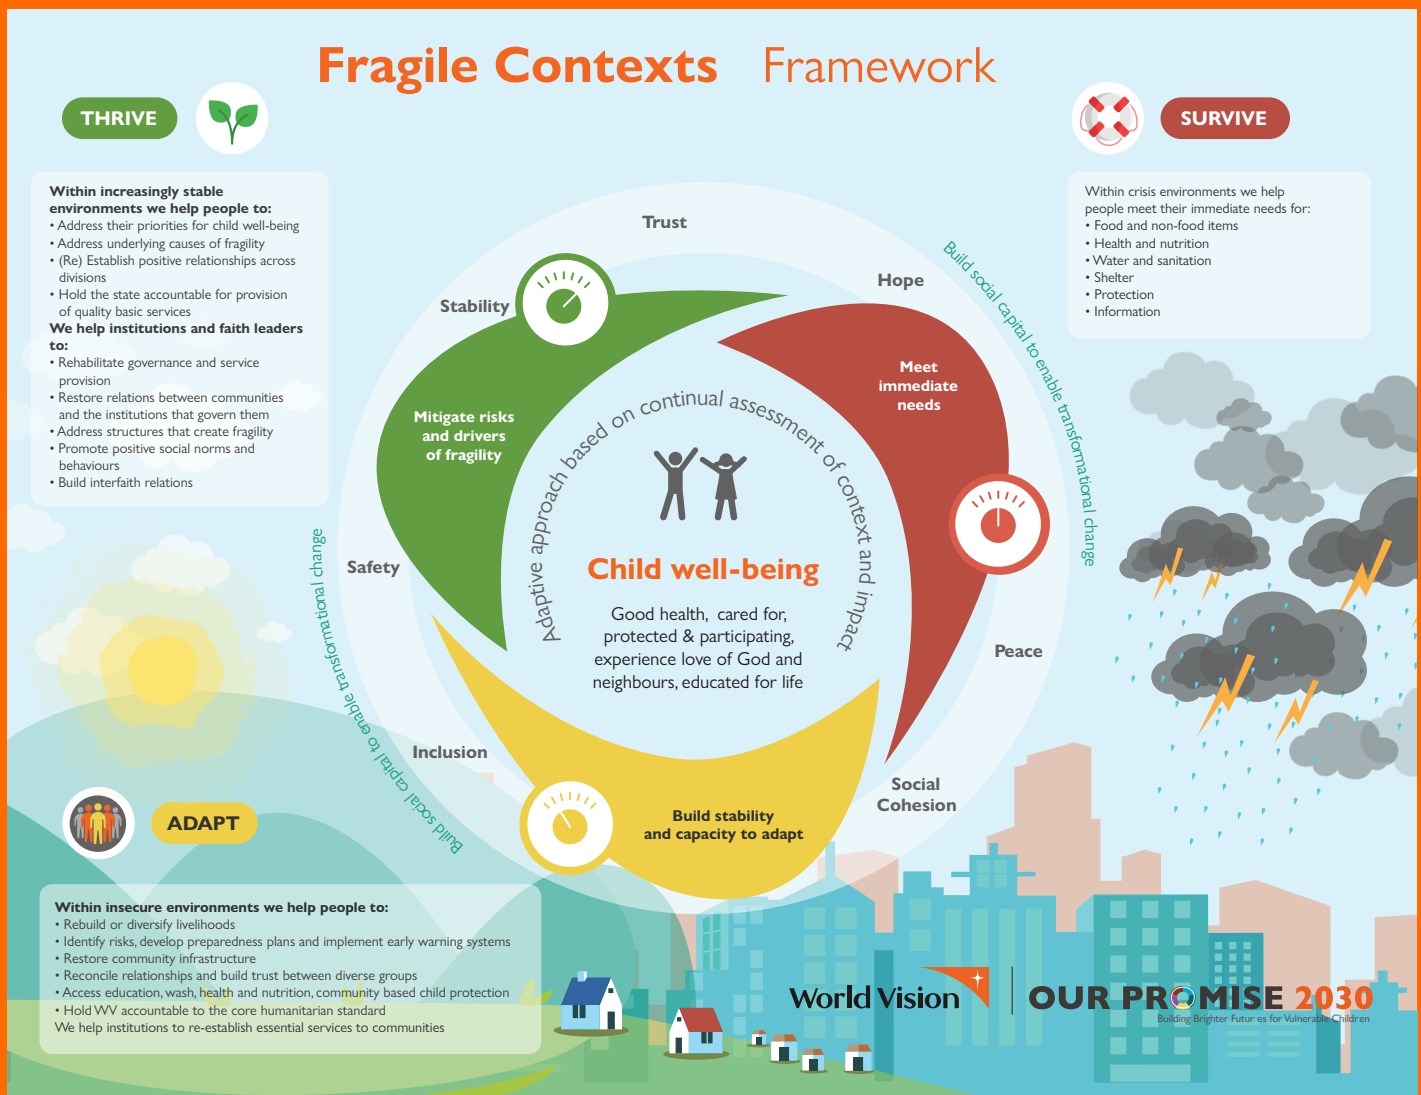 Fragile Contexts Framework
THRIVE
Within increasingly stable
environments we help people to:
• Address their priorities for child well-being
• Address underlying causes of fragility
• (Re) Establish positive relationships across
divisions
• Hold the state accountable for provision
of quality basic services
We help institutions and faith leaders
to:
• Rehabilitate governance and service
provision
• Restore relations between communities
and the institutions that govern them
• Address structures that create fragility
• Promote positive social norms and
behaviours
• Build interfaith relations
SURVIVE
Within crisis environments we help
people meet their immediate needs for:
• Food and non-food items
• Health and nutrition
• Water and sanitation
• Shelter
• Protection
• Information
Trust
Hope
Stability
Safety
Inclusion
Peace
Social
Cohesion
Build social capital to enable transformational change
Build social capital to enable transformational change
Mitigate risks
and drivers
of fragility
Meet
immediate
needs
Build stability
and capacity to adapt
Adaptive approach based on continual assessment of context and impact
Child well-being
Good health, cared for,
protected & participating,
experience love of God and
neighbours, educated for life
ADAPT
Within insecure environments we help people to:
• Rebuild or diversify livelihoods
• Identify risks, develop preparedness plans and implement early warning systems
• Restore community infrastructure
• Reconcile relationships and build trust between diverse groups
• Access education, wash, health and nutrition, community based child protection
• Hold WV accountable to the core humanitarian standard
We help institutions to re-establish essential services to communities
World Vision
OUR PROMISE 2030
Building Brighter Futur es for Vulnerable Children